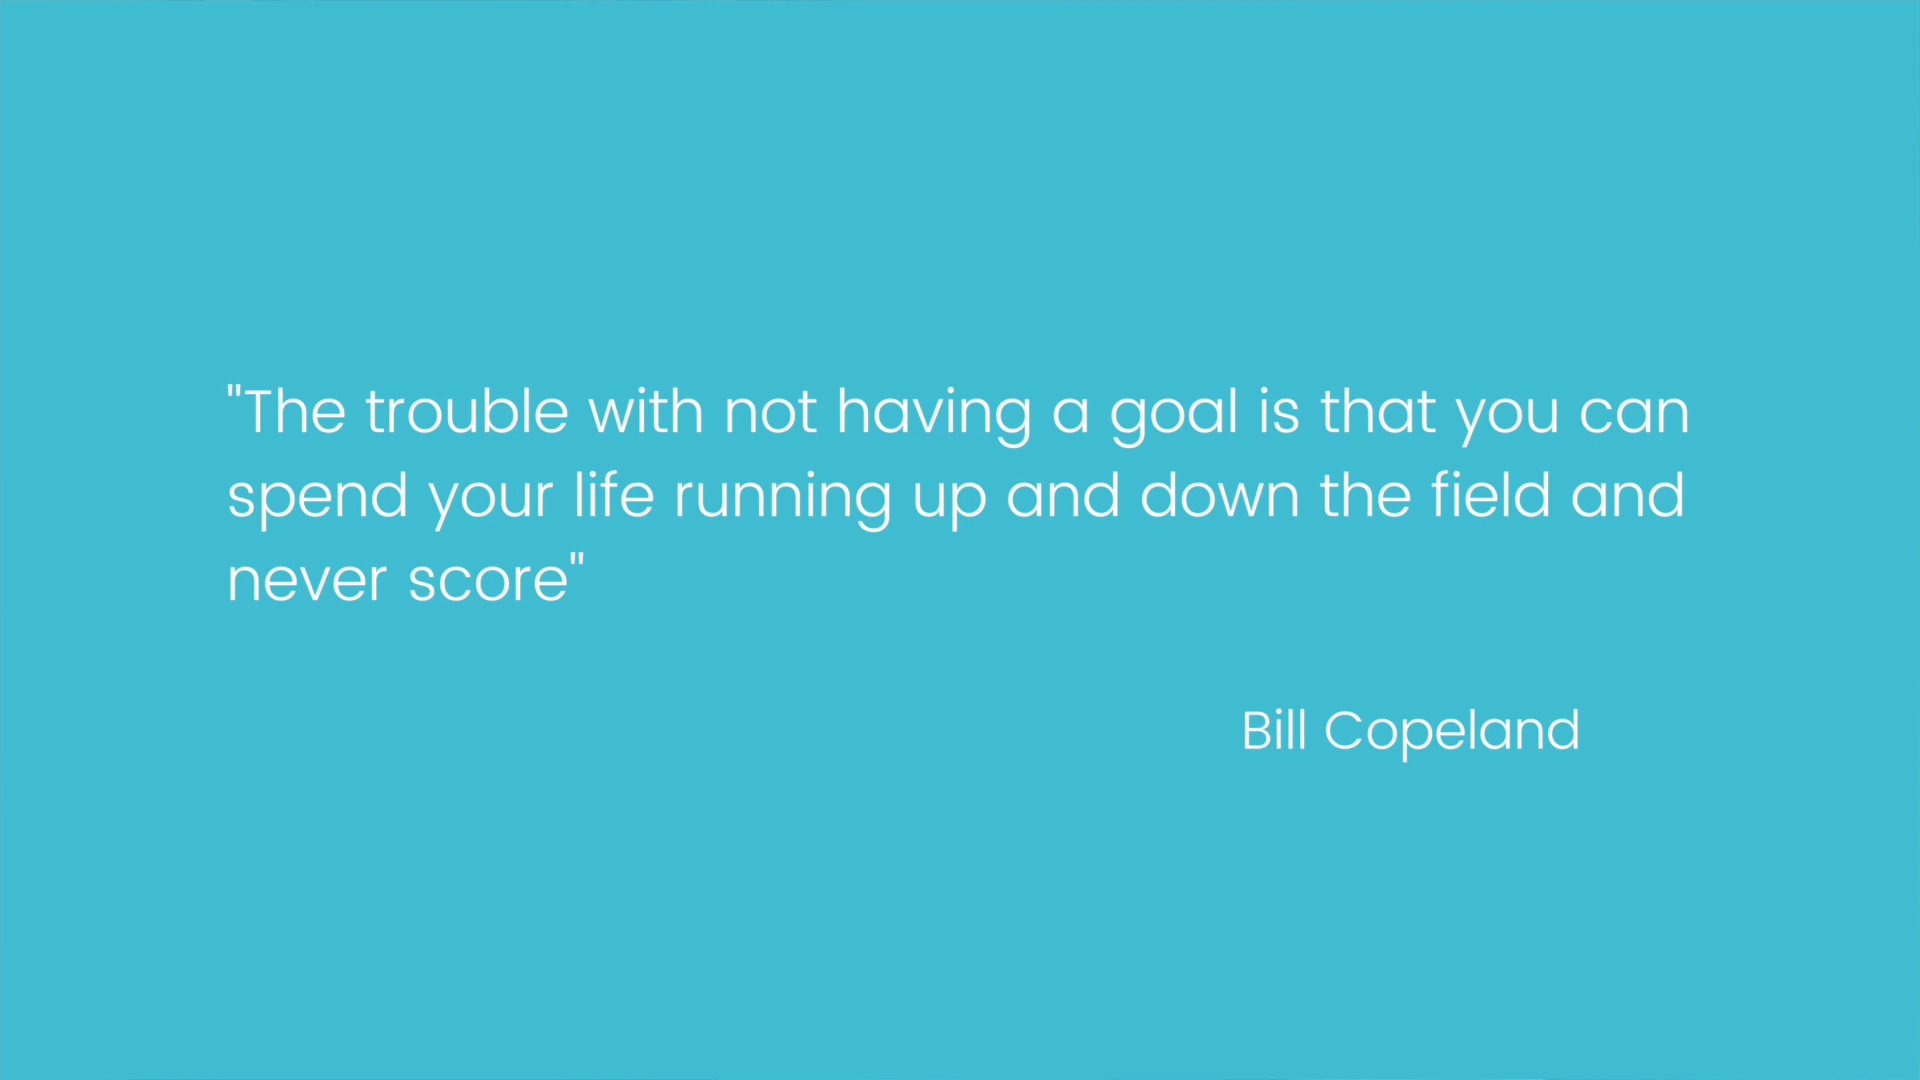 "The trouble with not having a goal is that you can
spend your life running up and down the field and
never score"
Bill Copeland